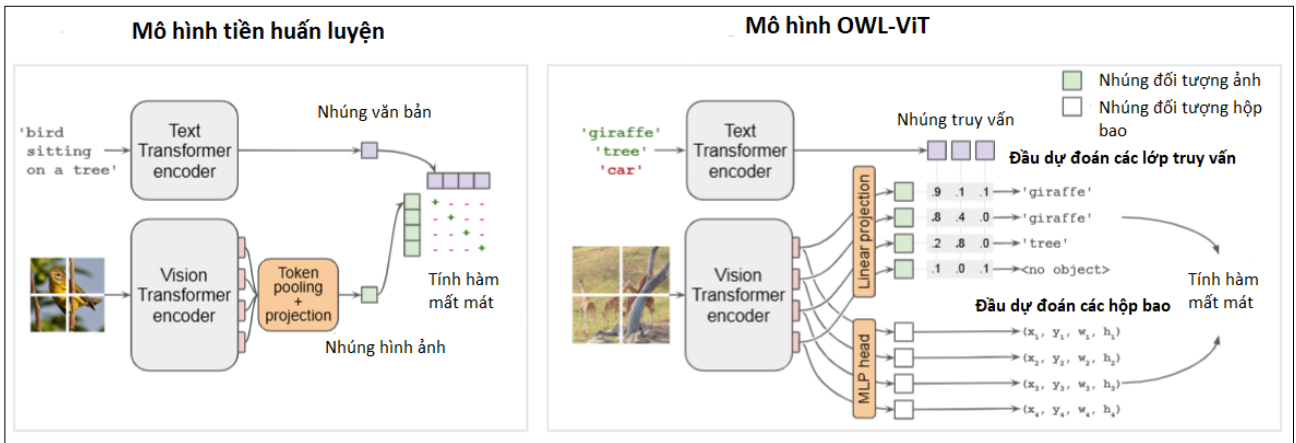 Mô hình tiền huấn luyện
Nhúng văn bản
'bird
sitting
on a tree'
Text
Transformer
encoder
+ - - -
- + - -
- - + -
- - - +
Vision
Transformer
encoder
Token
pooling
+
projection
Tính hàm
mất mát
Nhúng hình ảnh
Mô hình OWL-ViT
Nhúng đối tượng ảnh
Nhúng đối tượng hộp
bao
Nhúng truy vấn
'giraffe'
'tree'
'car'
Text
Transformer
encoder
Đầu dự đoán các lớp truy vấn
Linear projection
.9 .1 .1 'giraffe'
.8 .4 .0 'giraffe'
.2 .8 .0 'tree'
.1 .0 .1 <no object>
Vision
Transformer
encoder
Tính hàm
mất mát
Đầu dự đoán các hộp bao
MLP head
(x₁, y₁, w₁, h₁)
(x₂, y₂, w₂, h₂)
(x₃, y₃, w₃, h₃)
(x₄, y₄, w₄, h₄)